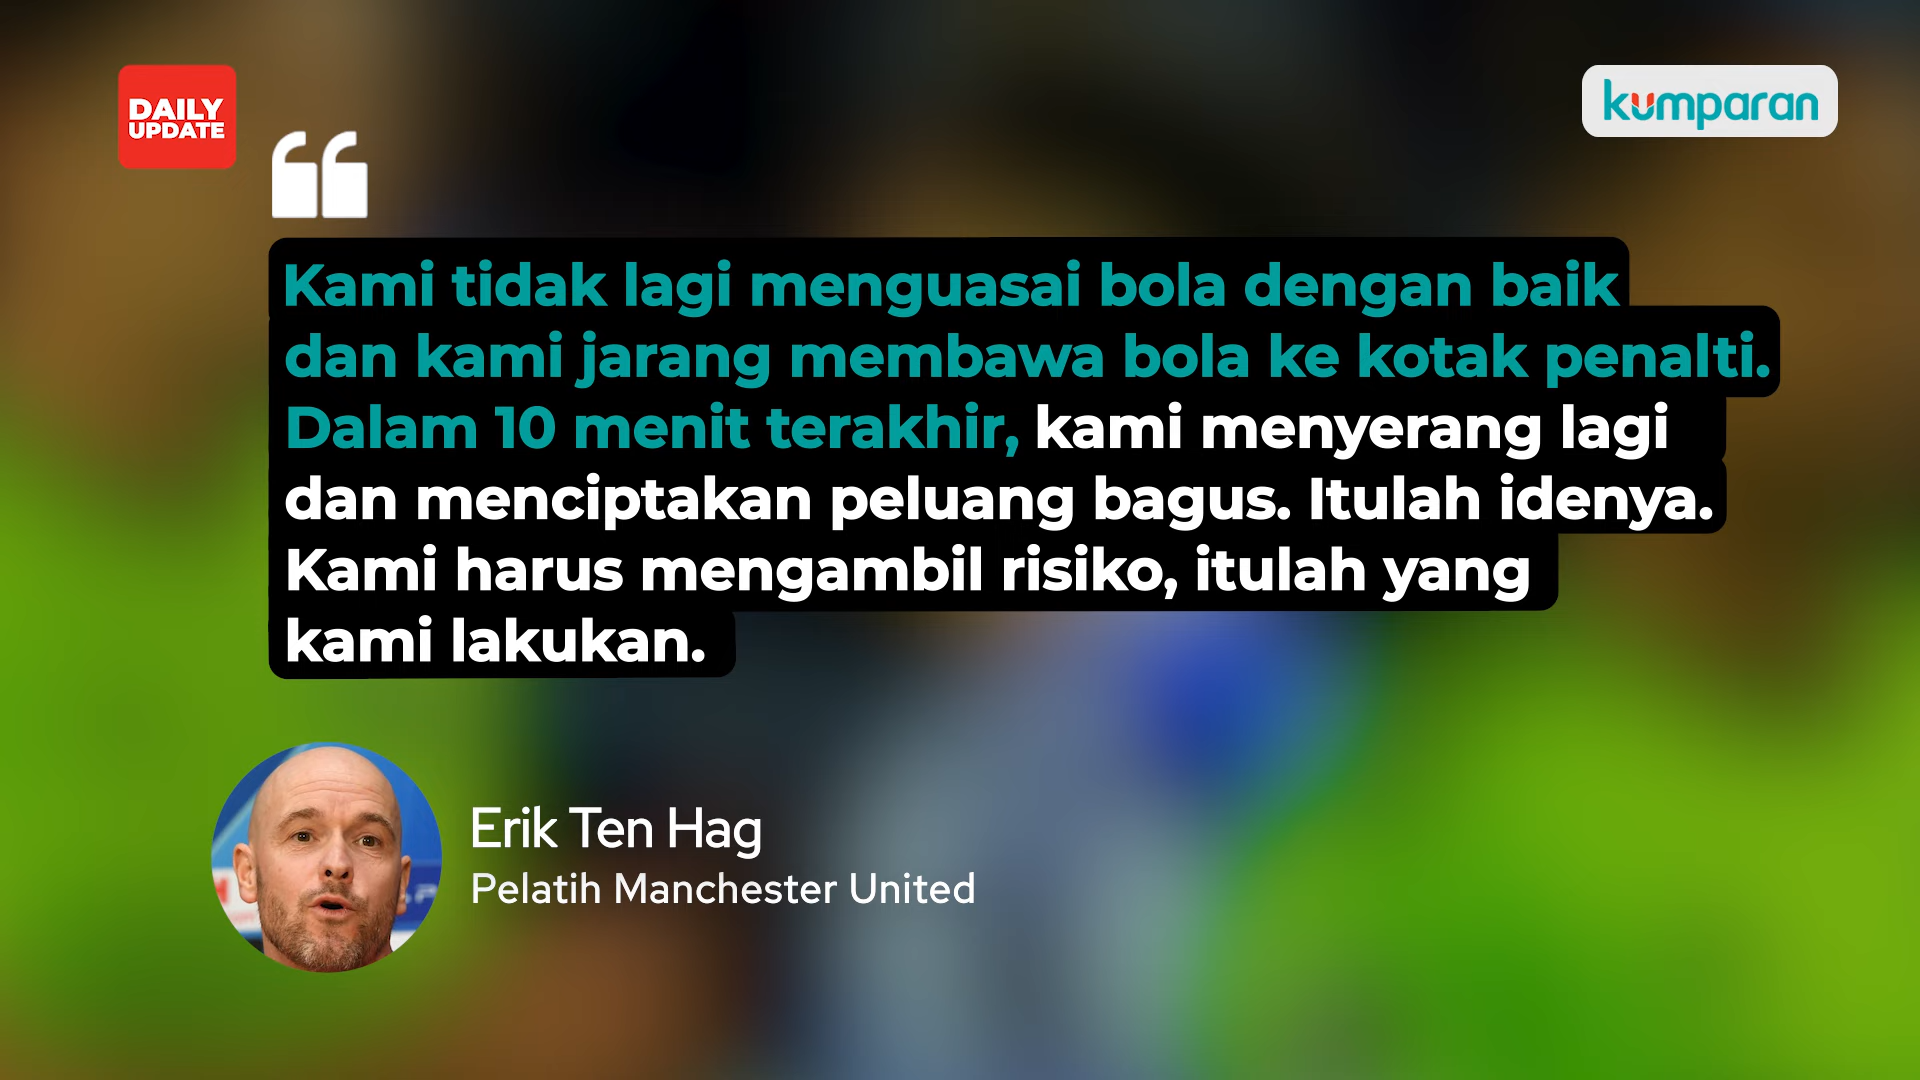 DAILY
UPDATE
kumparan
“
Kami tidak lagi menguasai bola dengan baik
dan kami jarang membawa bola ke kotak penalti.
Dalam 10 menit terakhir, kami menyerang lagi
dan menciptakan peluang bagus. Itulah idenya.
Kami harus mengambil risiko, itulah yang
kami lakukan.
Erik Ten Hag
Pelatih Manchester United